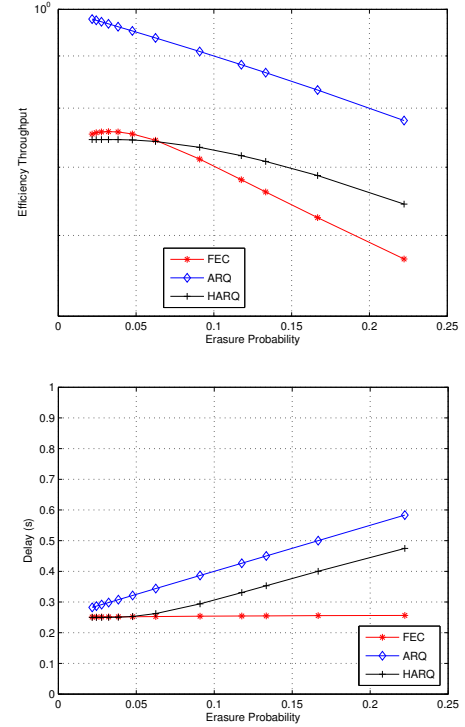 10^0
Efficiency Throughput
FEC
ARQ
HARQ
0 0.05 0.1 0.15 0.2 0.25
Erasure Probability
1
0.9
0.8
0.7
0.6
0.5
0.4
0.3
0.2
0.1
0
Delay (s)
FEC
ARQ
HARQ
0 0.05 0.1 0.15 0.2 0.25
Erasure Probability